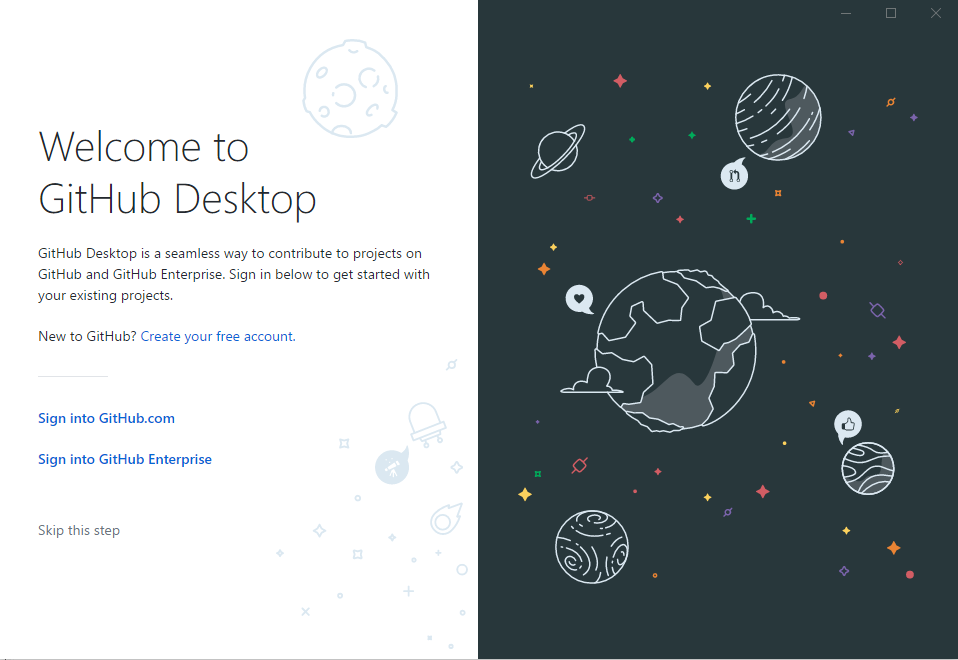 Welcome to
GitHub Desktop
GitHub Desktop is a seamless way to contribute to projects on
GitHub and GitHub Enterprise. Sign in below to get started with
your existing projects.
New to GitHub? Create your free account.
Sign into GitHub.com
Sign into GitHub Enterprise
Skip this step